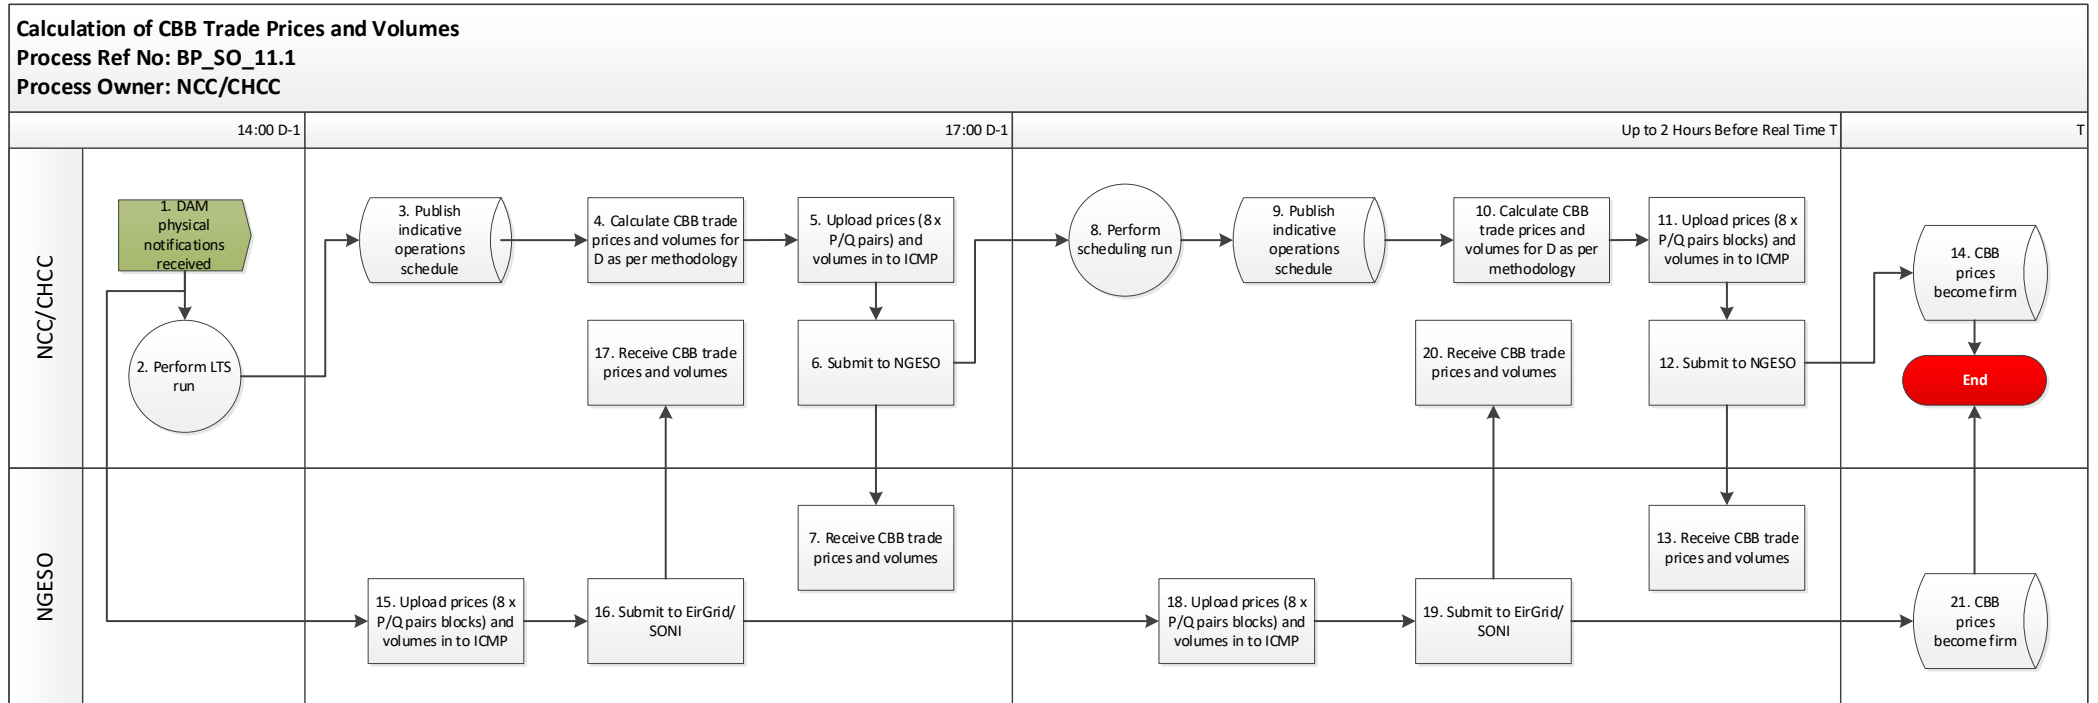 Calculation of CBB Trade Prices and Volumes
Process Ref No: BP_SO_11.1
Process Owner: NCC/CHCC
14:00 D-1
17:00 D-1
Up to 2 Hours Before Real Time T
T
NCC/CHCC
1. DAM
physical
notifications
received
2. Perform LTS
run
3. Publish
indicative
operations
schedule
4. Calculate CBB trade
prices and volumes for
D as per methodology
5. Upload prices (8 x
P/Q pairs) and
volumes in to ICMP
6. Submit to NGESO
17. Receive CBB trade
prices and volumes
8. Perform
scheduling run
9. Publish
indicative
operations
schedule
10. Calculate CBB
trade prices and
volumes for D as per
methodology
11. Upload prices (8 x
P/Q pairs blocks) and
volumes in to ICMP
20. Receive CBB trade
prices and volumes
12. Submit to NGESO
14. CBB
prices
become firm
End
NGESO
7. Receive CBB trade
prices and volumes
15. Upload prices (8 x
P/Q pairs blocks) and
volumes in to ICMP
16. Submit to EirGrid/
SONI
13. Receive CBB trade
prices and volumes
18. Upload prices (8 x
P/Q pairs blocks) and
volumes in to ICMP
19. Submit to EirGrid/
SONI
21. CBB
prices
become firm